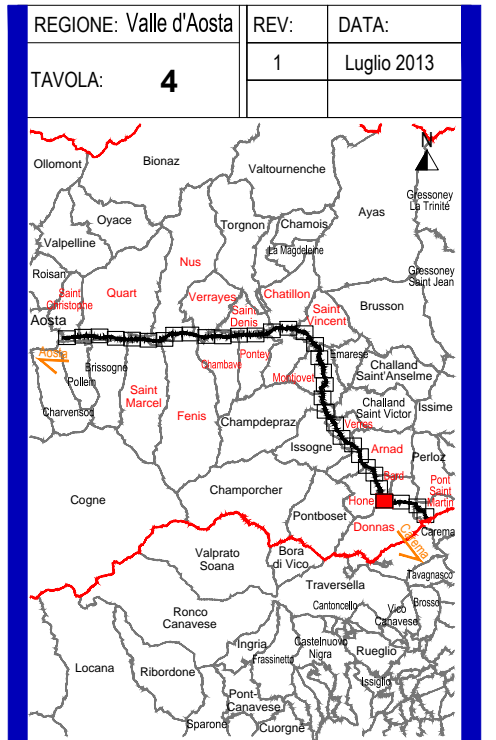 REGIONE: Valle d'Aosta
REV:
DATA:
TAVOLA: 4
1
Luglio 2013
N
Ollomont
Bionaz
Valtournenche
Ayas
Gressoney
La Trinité
Oyace
Torgnon
Chamois
Valpelline
La Magdeleine
Roisan
Nus
Gressoney
Saint Jean
Saint
Christophe
Quart
Verrayes
Chatillon
Saint
Denis
Saint
Vincent
Brusson
Aosta
Aosta
Brissogne
Chambave
Pontey
Emarese
Pollein
Saint
Marcel
Montjovet
Challand
Saint'Anselme
Charvensod
Fenis
Champdepraz
Challand
Saint Victor
Issime
Verres
Issogne
Arnad
Perloz
Cogne
Champorcher
Bard
Pont
Saint
Martin
Hone
Pontboset
Donnas
Carema
Carema
Valprato
Soana
Bora
di Vico
Tavagnasco
Traversella
Ronco
Canavese
Cantoncello
Vico
Canavese
Brosso
Ingria
Castelnuovo
Nigra
Rueglio
Frassinetto
Locana
Ribordone
Issiglio
Pont-
Canavese
Sparone
Cuorgnè